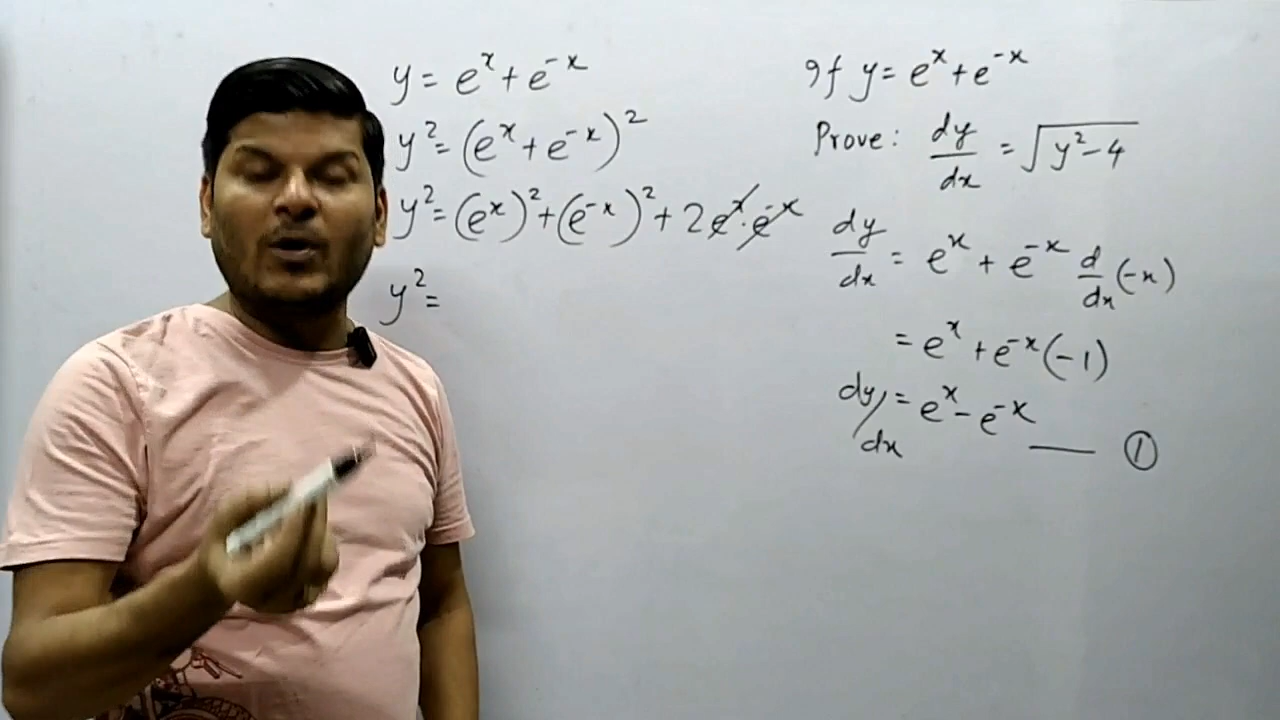 y = e^x + e^-x
y^2 = (e^x + e^-x)^2
y^2 = (e^x)^2 + (e^-x)^2 + 2e^x · e^-x
y^2 =
If y = e^x + e^-x
Prove: dy/dx = √(y^2 - 4)
dy/dx = e^x + e^-x d/dx (-x)
= e^x + e^-x (-1)
dy/dx = e^x - e^-x —— ①